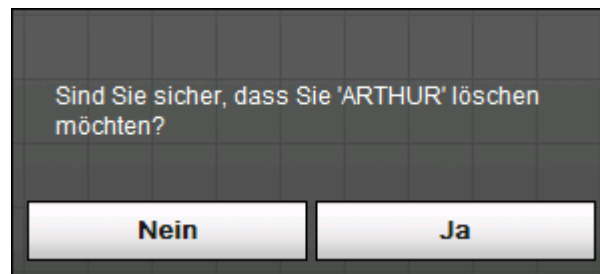 Sind Sie sicher, dass Sie 'ARTHUR' löschen
möchten?
Nein
Ja